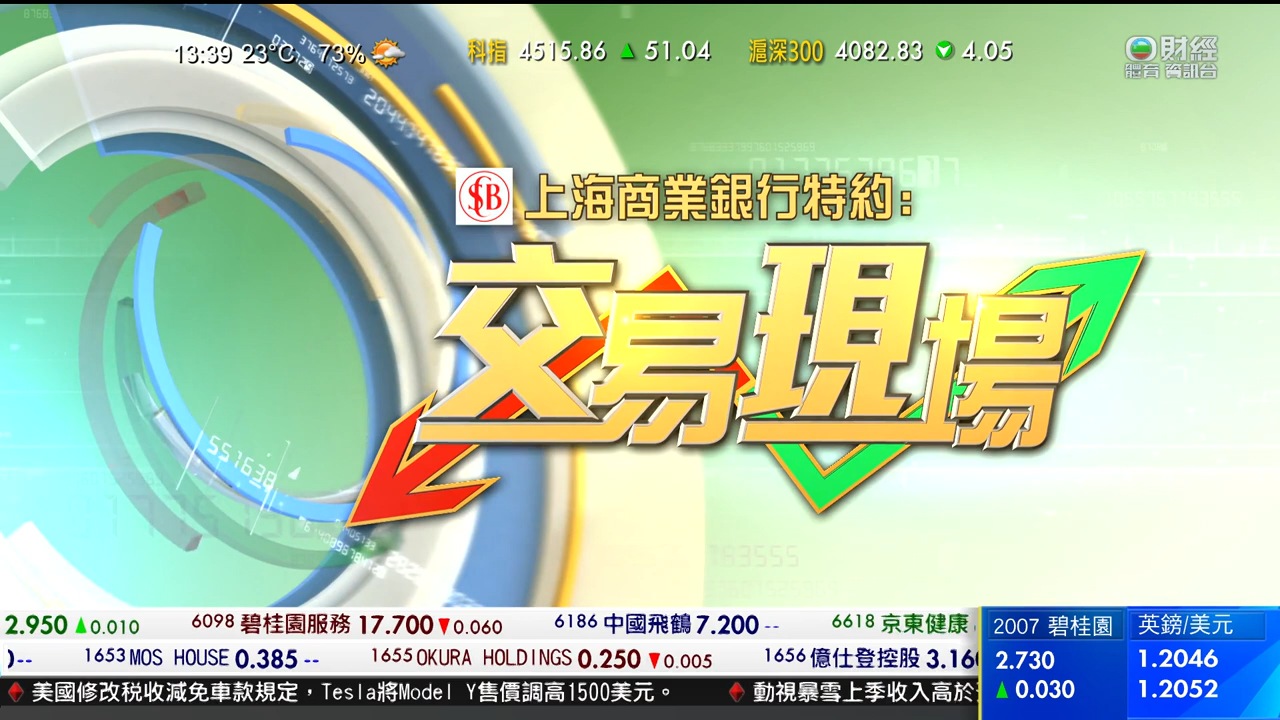 13:39 23°C 73% 科指 4515.86 ▲ 51.04 滬深300 4082.83 ▼ 4.05
財經
體育 資訊台
上海商業銀行特約:
交易現場
551638
2.950 ▲0.010 6098 碧桂園服務 17.700 ▼0.060 6186 中國飛鶴 7.200 -- 6618 京東健康
)-- 1653 MOS HOUSE 0.385 -- 1655 OKURA HOLDINGS 0.250 ▼0.005 1656 億仕登控股 3.160
美國修改稅收減免車款規定，Tesla將Model Y售價調高1500美元。 動視暴雪上季收入高於
2007 碧桂園
2.730
▲ 0.030
英鎊/美元
1.2046
1.2052